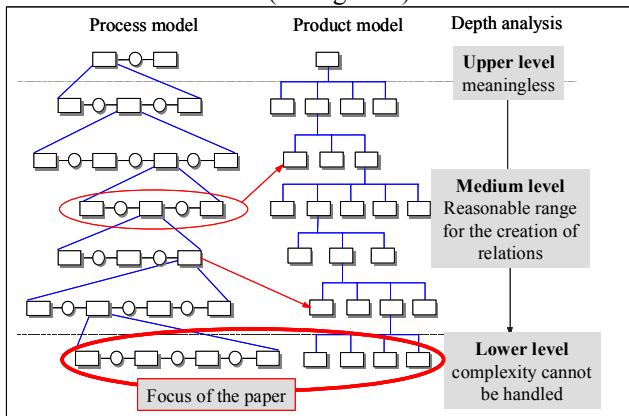 Process model
Product model
Depth analysis
Upper level
meaningless
Medium level
Reasonable range
for the creation of
relations
Lower level
complexity cannot
be handled
Focus of the paper